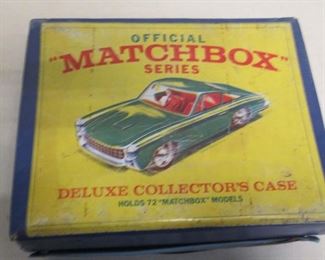 OFFICIAL
"MATCHBOX"
SERIES
DELUXE COLLECTOR'S CASE
HOLDS 72 "MATCHBOX" MODELS